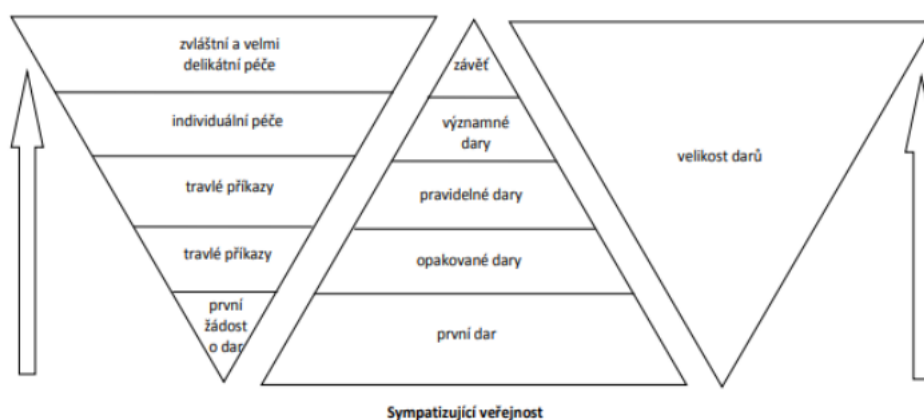 zvláštní a velmi
delikátní péče
individuální péče
travlé příkazy
travlé příkazy
první
žádost
o dar
závěť
významné
dary
pravidelné dary
opakované dary
první dar
velikost darů
Sympatizující veřejnost